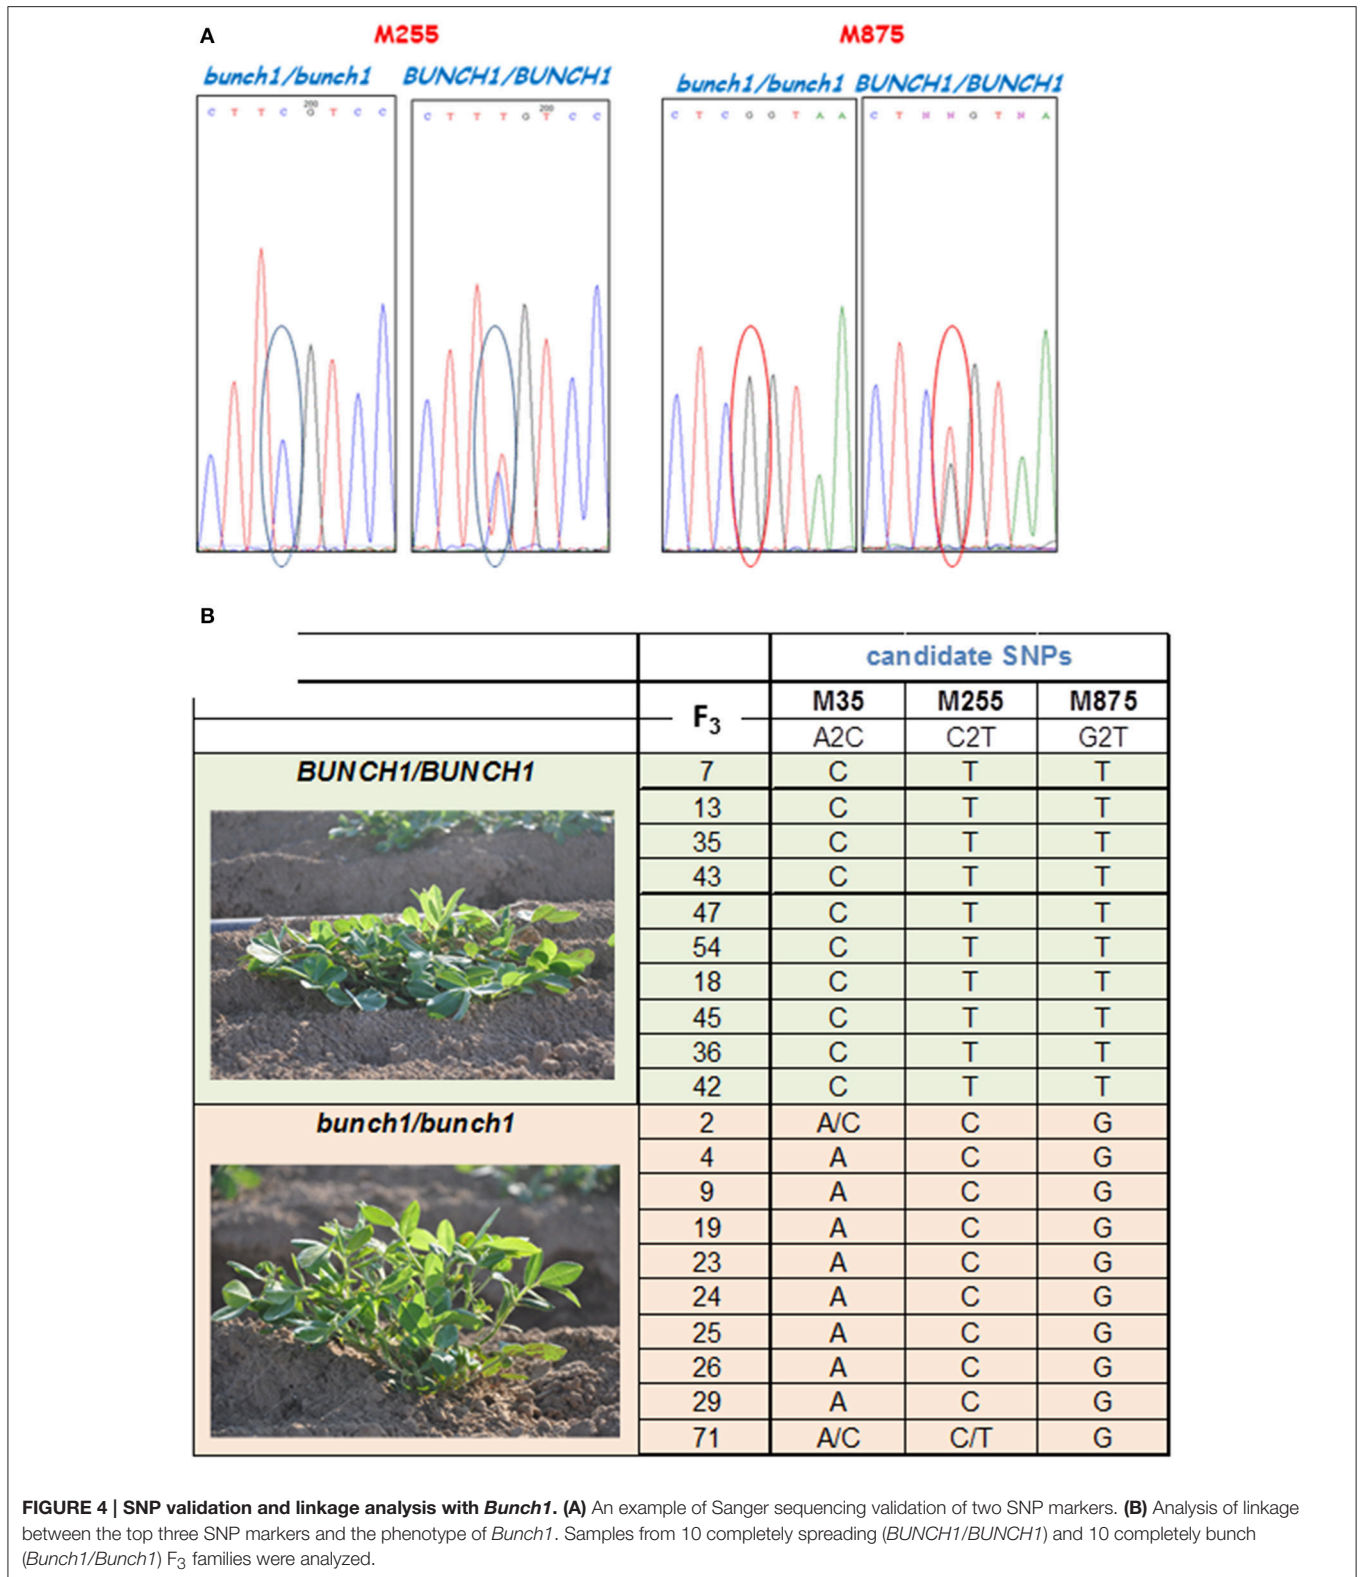 A
M255
M875
bunch1/bunch1
BUNCH1/BUNCH1
bunch1/bunch1
BUNCH1/BUNCH1
200
C T T C G T C C
200
C T T T G T C C
C T C G G T A A
C T N N G T N A
B
candidate SNPs
F3 M35 M255 M875
A2C C2T G2T
BUNCH1/BUNCH1 7 C T T
13 C T T
35 C T T
43 C T T
47 C T T
54 C T T
18 C T T
45 C T T
36 C T T
42 C T T
bunch1/bunch1 2 A/C C G
4 A C G
9 A C G
19 A C G
23 A C G
24 A C G
25 A C G
26 A C G
29 A C G
71 A/C C/T G
FIGURE 4 | SNP validation and linkage analysis with Bunch1. (A) An example of Sanger sequencing validation of two SNP markers. (B) Analysis of linkage
between the top three SNP markers and the phenotype of Bunch1. Samples from 10 completely spreading (BUNCH1/BUNCH1) and 10 completely bunch
(Bunch1/Bunch1) F3 families were analyzed.